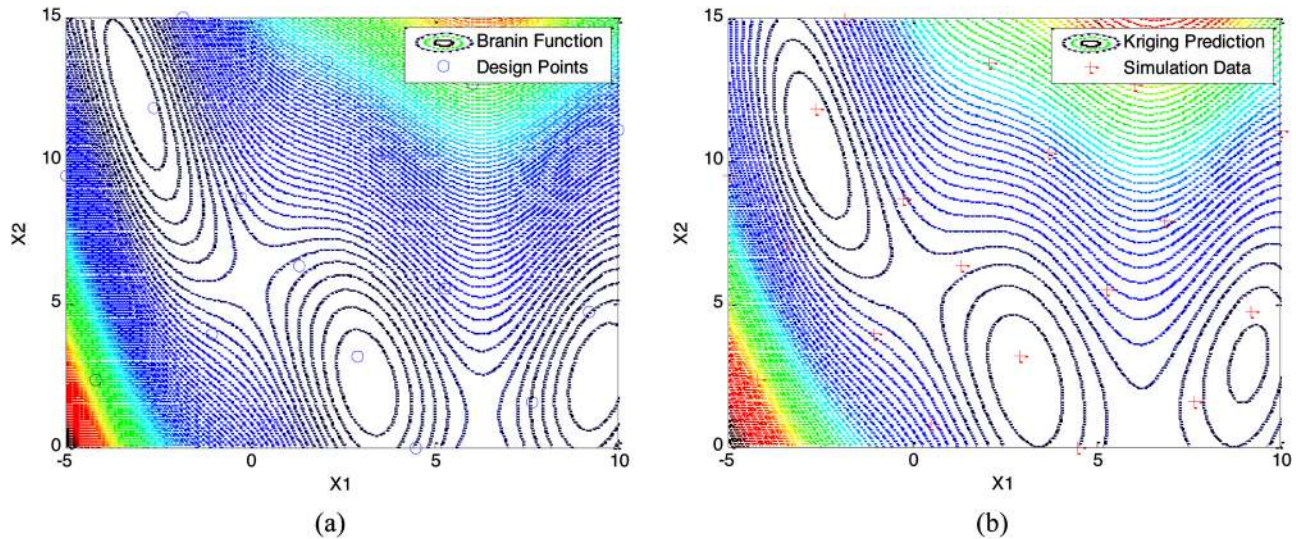 15
10
5
0
-5
0
5
10
X2
X1
Branin Function
Design Points
(a)
15
10
5
0
-5
0
5
10
X2
X1
Kriging Prediction
Simulation Data
(b)